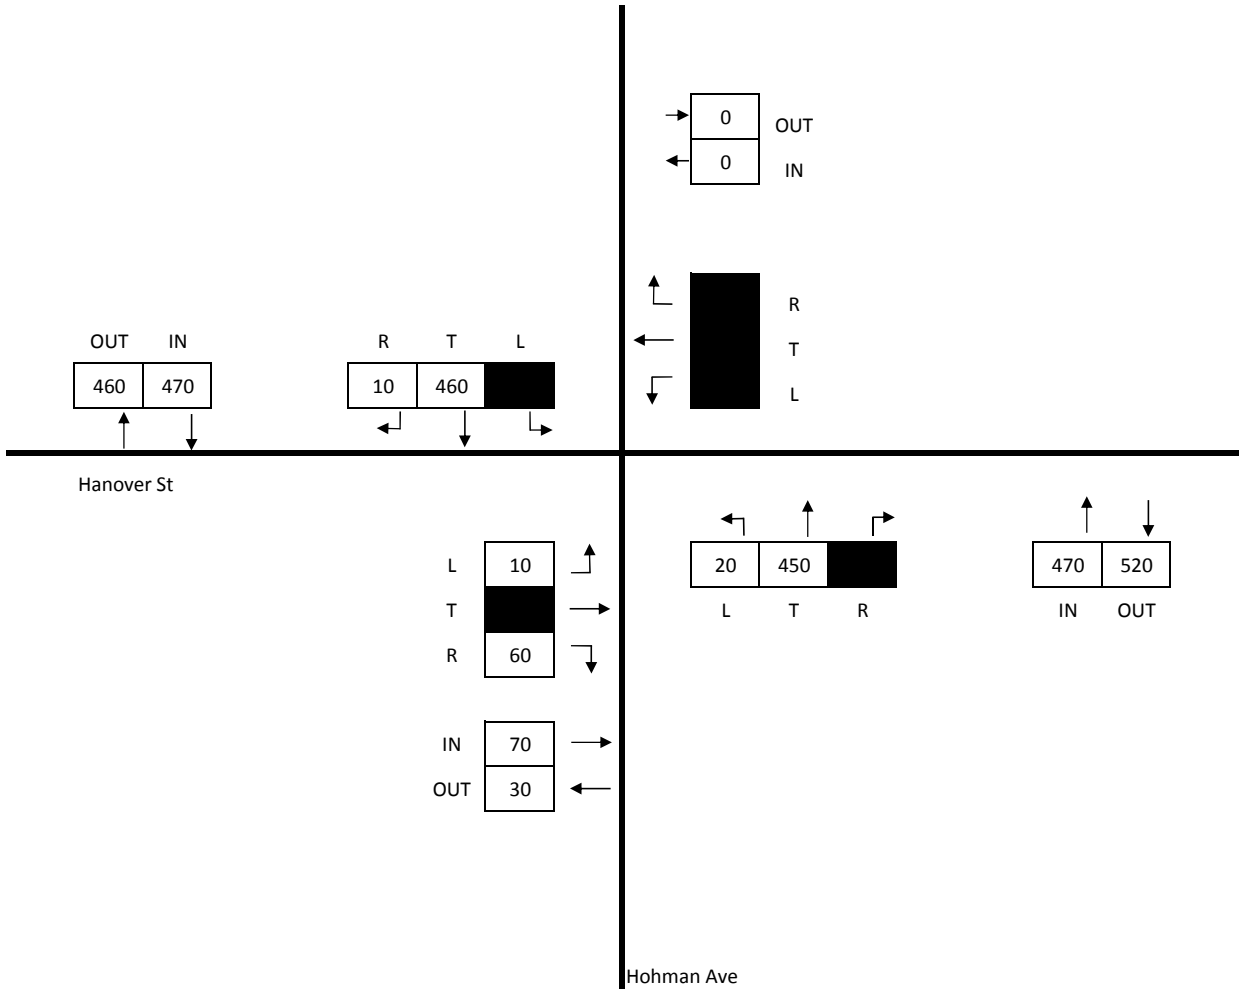 0 OUT
0 IN
R
T
L
OUT IN
460 470
R T L
10 460
Hanover St
L 10
T
R 60
IN 70
OUT 30
20 450
L T R
470 520
IN OUT
Hohman Ave